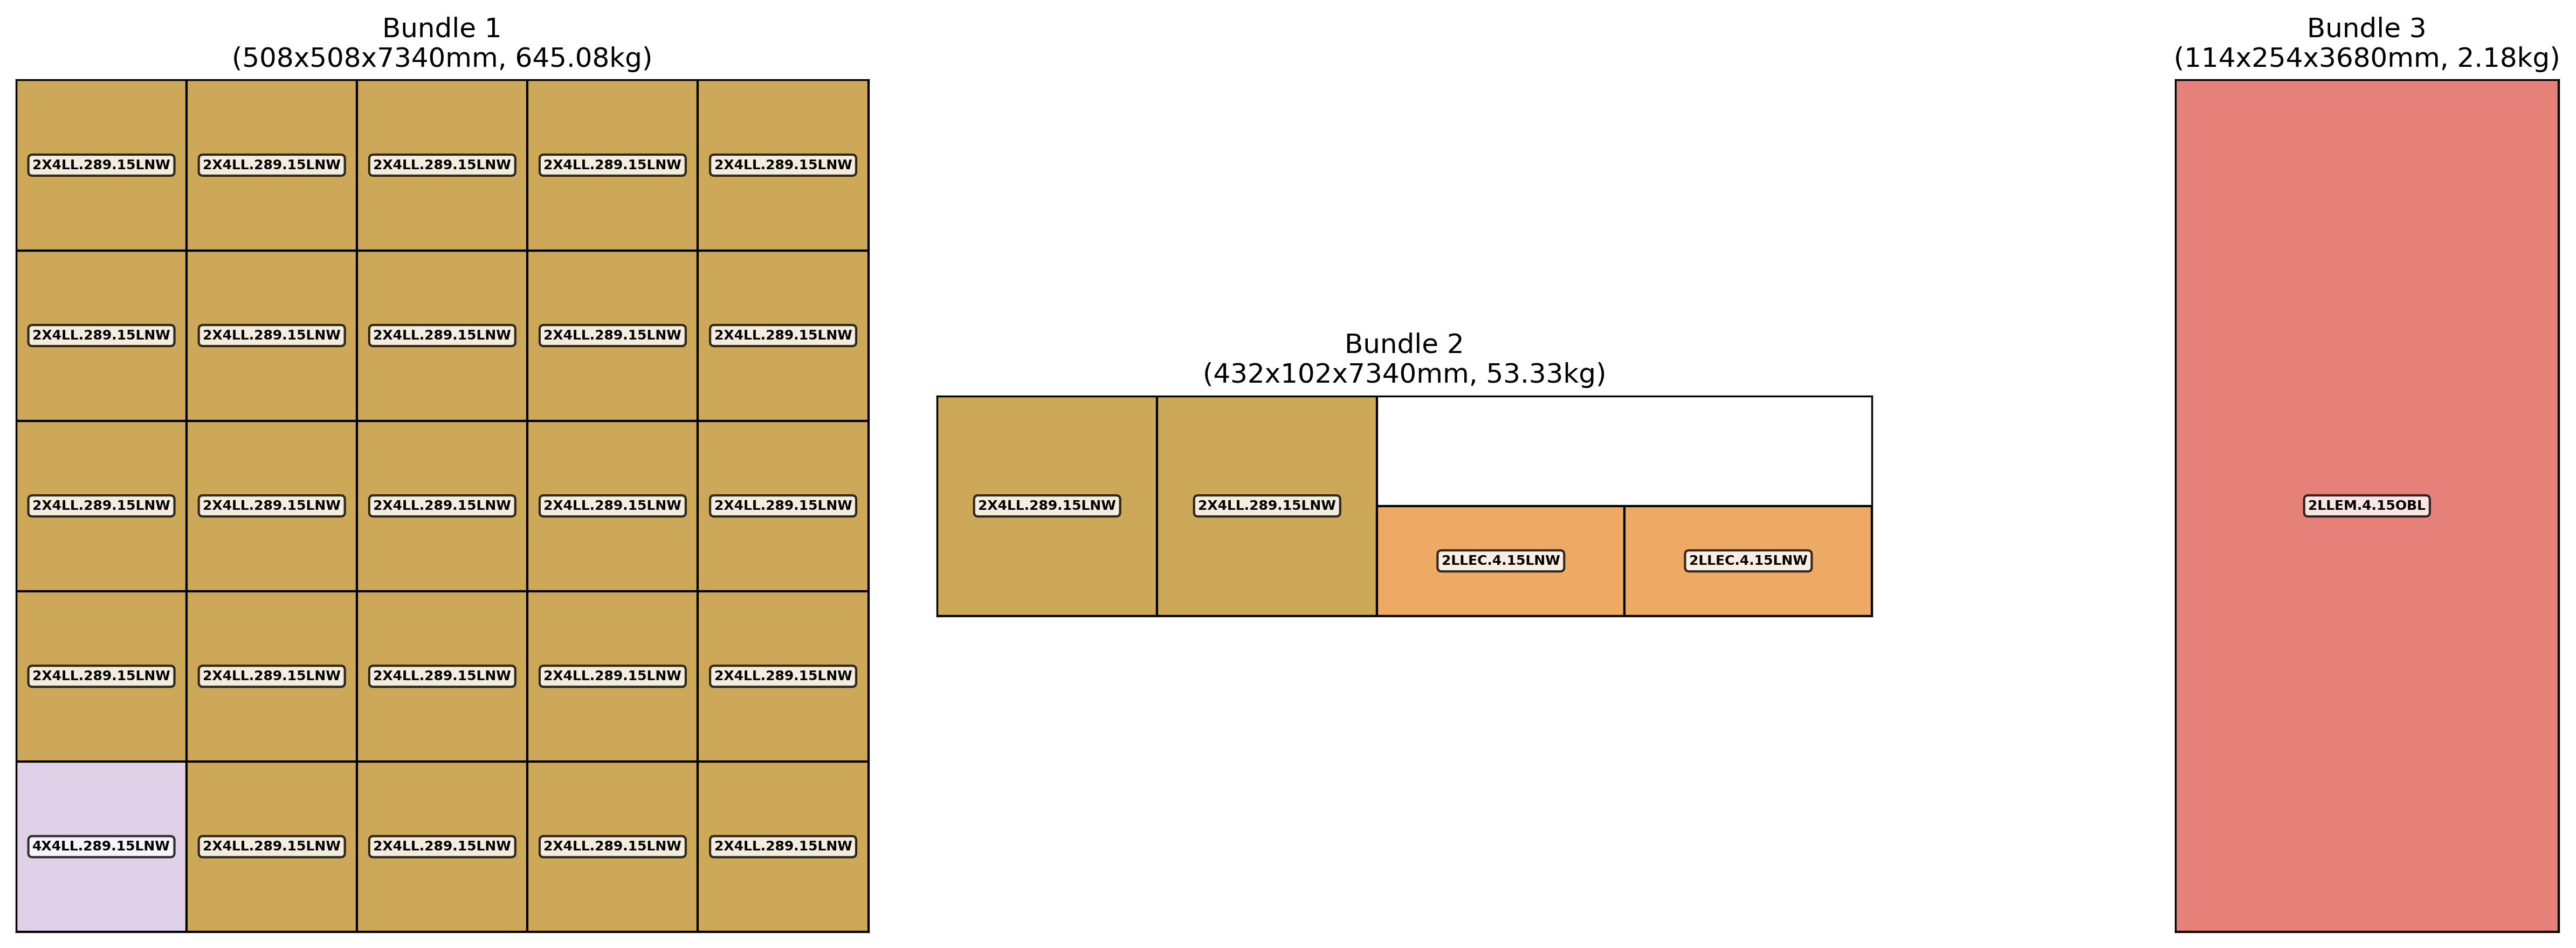 Bundle 1
(508x508x7340mm, 645.08kg)
2X4LL.289.15LNW 2X4LL.289.15LNW 2X4LL.289.15LNW 2X4LL.289.15LNW 2X4LL.289.15LNW
2X4LL.289.15LNW 2X4LL.289.15LNW 2X4LL.289.15LNW 2X4LL.289.15LNW 2X4LL.289.15LNW
2X4LL.289.15LNW 2X4LL.289.15LNW 2X4LL.289.15LNW 2X4LL.289.15LNW 2X4LL.289.15LNW
2X4LL.289.15LNW 2X4LL.289.15LNW 2X4LL.289.15LNW 2X4LL.289.15LNW 2X4LL.289.15LNW
4X4LL.289.15LNW 2X4LL.289.15LNW 2X4LL.289.15LNW 2X4LL.289.15LNW 2X4LL.289.15LNW
Bundle 2
(432x102x7340mm, 53.33kg)
2X4LL.289.15LNW 2X4LL.289.15LNW
2LLEC.4.15LNW 2LLEC.4.15LNW
Bundle 3
(114x254x3680mm, 2.18kg)
2LLEM.4.15OBL